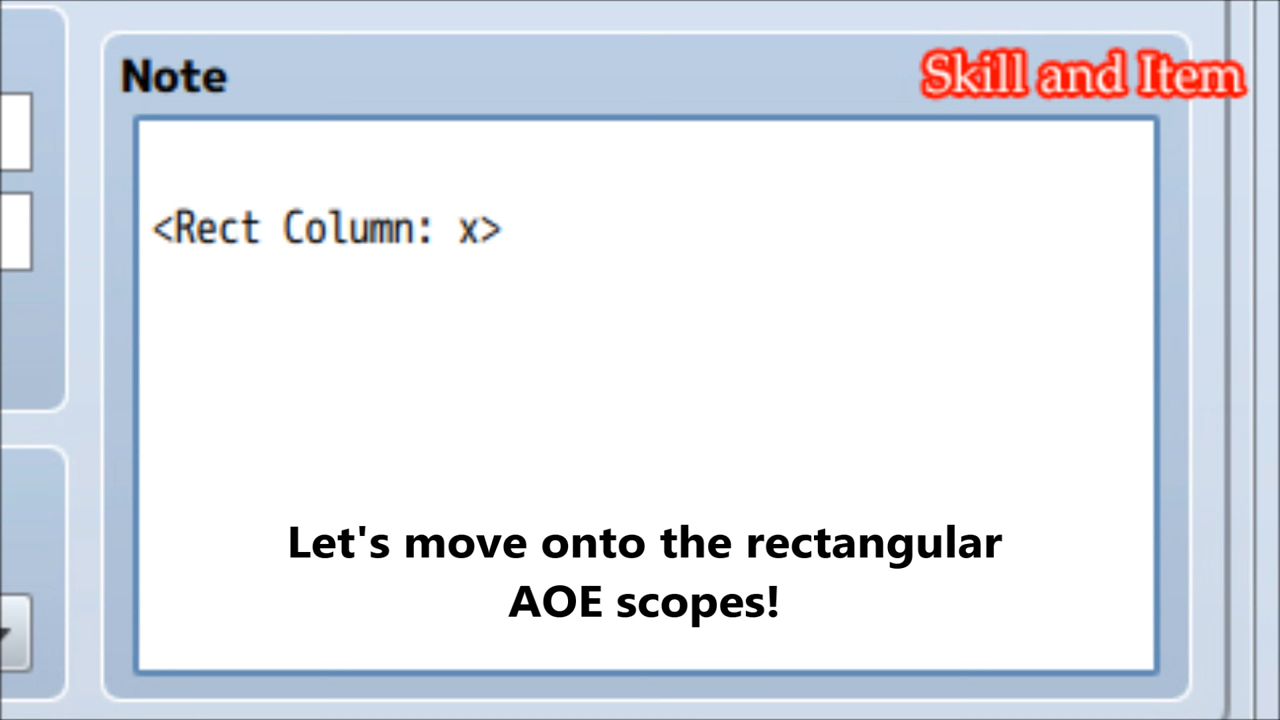 Note
Skill and Item
<Rect Column: x>
Let's move onto the rectangular
AOE scopes!